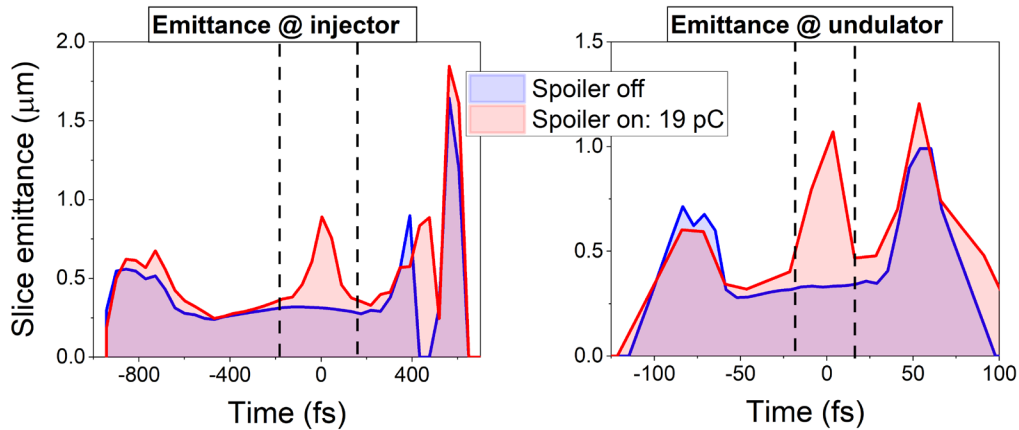 Emittance @ injector
Emittance @ undulator
2.0
1.5
1.0
0.5
0.0
Slice emittance (μm)
-800
-400
0
400
Time (fs)
Spoiler off
Spoiler on: 19 pC
1.5
1.0
0.5
0.0
-100
-50
0
50
100
Time (fs)